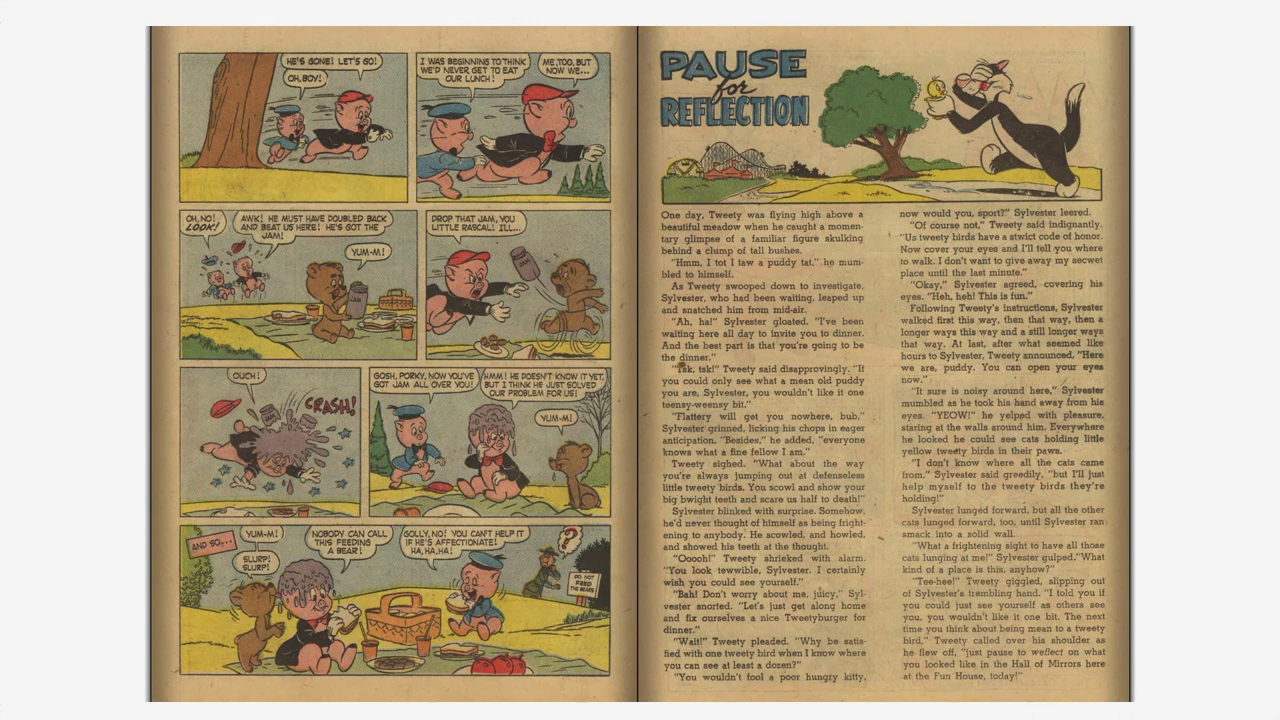 HE'S GONE! LET'S GO!
OH, BOY!
I WAS BEGINNING TO THINK
WE'D NEVER GET TO EAT
OUR LUNCH!
ME, TOO, BUT
NOW WE...
OH, NO!
LOOK!
AWK! HE MUST HAVE DOUBLED BACK
AND BEAT US HERE! HE'S GOT THE
JAM!
YUM-M!
JAM
DROP THAT JAM, YOU
LITTLE RASCAL! ILL...
OUCH!
CRASH!
GOSH, PORKY, NOW YOU'VE
GOT JAM ALL OVER YOU!
HMM! HE DOESN'T KNOW IT YET,
BUT I THINK HE JUST SOLVED
OUR PROBLEM FOR US!
YUM-M!
AND SO...
YUM-M!
SLURP!
SLURP!
NOBODY CAN CALL
THIS FEEDING
A BEAR!
GOLLY, NO! YOU CAN'T HELP IT
IF HE'S AFFECTIONATE!
HA, HA, HA!
?
DO NOT
FEED
THE BEARS
PAUSE
for
REFLECTION
One day, Tweety was flying high above a
beautiful meadow when he caught a momen-
tary glimpse of a familiar figure skulking
behind a clump of tall bushes.
"Hmm, I tot I taw a puddy tat," he mum-
bled to himself.
As Tweety swooped down to investigate,
Sylvester, who had been waiting, leaped up
and snatched him from mid-air.
"Ah, ha!" Sylvester gloated. "I've been
waiting here all day to invite you to dinner.
And the best part is that you're going to be
the dinner."
"Tsk, tsk!" Tweety said disapprovingly. "If
you could only see what a mean old puddy
you are, Sylvester, you wouldn't like it one
teensy-weensy bit."
"Flattery will get you nowhere, bub,"
Sylvester grinned, licking his chops in eager
anticipation. "Besides," he added, "everyone
knows what a fine fellow I am."
Tweety sighed. "What about the way
you're always jumping out at defenseless
little tweety birds. You scowl and show your
big bwight teeth and scare us half to death!"
Sylvester blinked with surprise. Somehow,
he'd never thought of himself as being fright-
ening to anybody. He scowled, and howled,
and showed his teeth at the thought.
"Ooooh!" Tweety shrieked with alarm.
"You look tewwible, Sylvester. I certainly
wish you could see yourself."
"Bah! Don't worry about me, juicy," Syl-
vester snorted. "Let's just get along home
and fix ourselves a nice Tweetyburger for
dinner."
"Wait!" Tweety pleaded. "Why be satis-
fied with one tweety bird when I know where
you can see at least a dozen?"
"You wouldn't fool a poor hungry kitty,
now would you, sport?" Sylvester leered.
"Of course not," Tweety said indignantly.
"Us tweety birds have a stwict code of honor.
Now cover your eyes and I'll tell you where
to walk. I don't want to give away my secwet
place until the last minute."
"Okay," Sylvester agreed, covering his
eyes. "Heh, heh! This is fun."
Following Tweety's instructions, Sylvester
walked first this way, then that way, then a
longer ways this way and a still longer ways
that way. At last, after what seemed like
hours to Sylvester, Tweety announced, "Here
we are, puddy. You can open your eyes
now."
"It sure is noisy around here," Sylvester
mumbled as he took his hand away from his
eyes. "YEOW!" he yelped with pleasure,
staring at the walls around him. Everywhere
he looked he could see cats holding little
yellow tweety birds in their paws.
"I don't know where all the cats came
from," Sylvester said greedily, "but I'll just
help myself to the tweety birds they're
holding!"
Sylvester lunged forward, but all the other
cats lunged forward, too, until Sylvester ran
smack into a solid wall.
"What a frightening sight to have all those
cats lunging at me!" Sylvester gulped. "What
kind of a place is this, anyhow?"
"Tee-hee!" Tweety giggled, slipping out
of Sylvester's trembling hand. "I told you if
you could just see yourself as others see
you, you wouldn't like it one bit. The next
time you think about being mean to a tweety
bird," Tweety called over his shoulder as
he flew off, "just pause to weflect on what
you looked like in the Hall of Mirrors here
at the Fun House, today!"